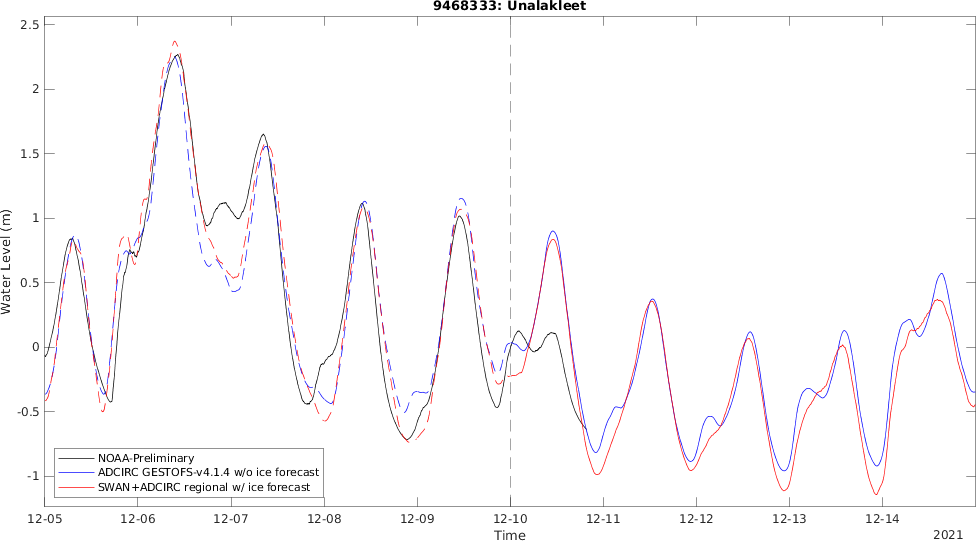 9468333: Unalakleet
2.5
2
1.5
1
0.5
0
-0.5
-1
Water Level (m)
NOAA-Preliminary
ADCIRC GESTOFS-v4.1.4 w/o ice forecast
SWAN+ADCIRC regional w/ ice forecast
12-05 12-06 12-07 12-08 12-09 12-10 12-11 12-12 12-13 12-14
Time
2021